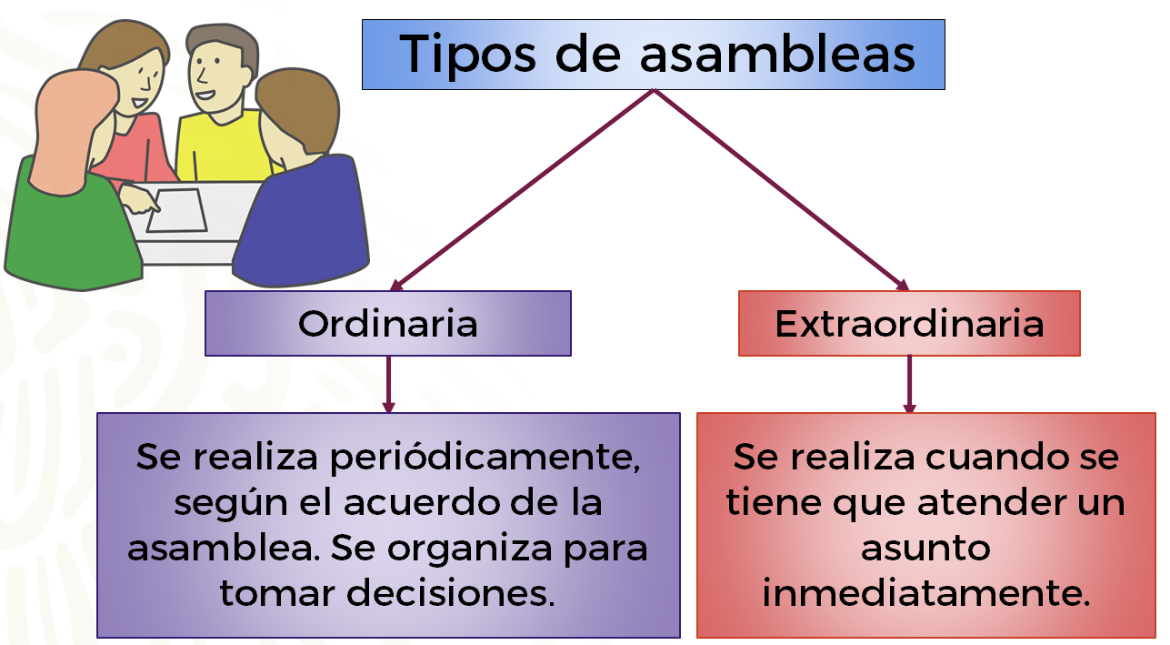 Tipos de asambleas
Ordinaria
Extraordinaria
Se realiza periódicamente,
según el acuerdo de la
asamblea. Se organiza para
tomar decisiones.
Se realiza cuando se
tiene que atender un
asunto
inmediatamente.